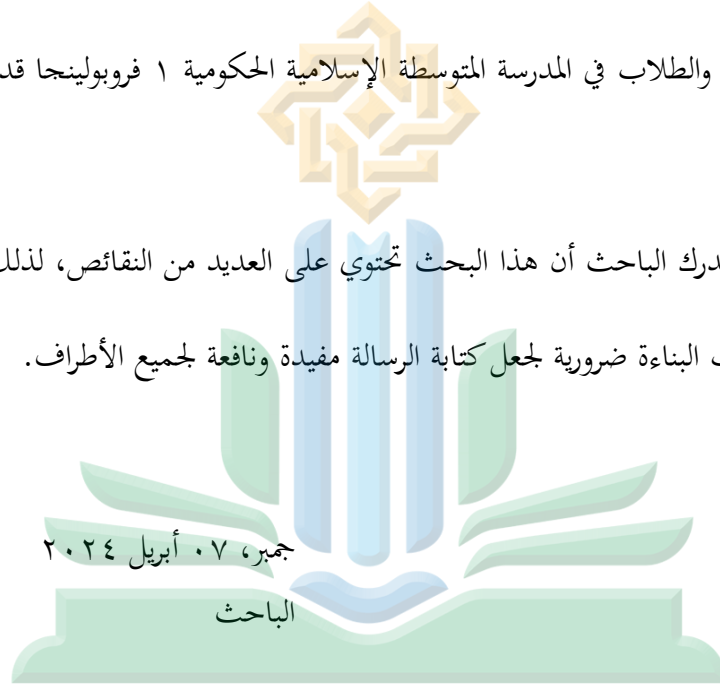 والطلاب في المدرسة المتوسطة الإسلامية الحكومية ١ فروبولينجا قد
درك الباحث أن هذا البحث تحتوي على العديد من النقائص، لذلك
البناءة ضرورية لجعل كتابة الرسالة مفيدة ونافعة لجميع الأطراف.
جمبر، ٠٧ أبريل ٢٠٢٤
الباحث